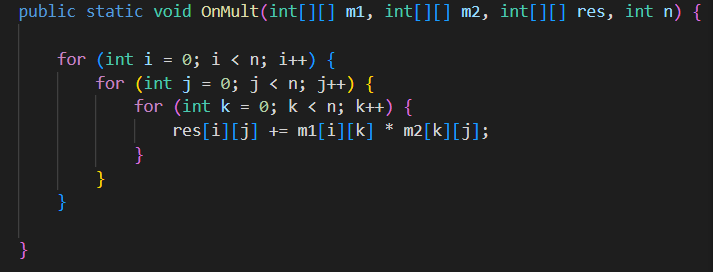 public static void OnMult(int[][] m1, int[][] m2, int[][] res, int n) {
for (int i = 0; i < n; i++) {
for (int j = 0; j < n; j++) {
for (int k = 0; k < n; k++) {
res[i][j] += m1[i][k] * m2[k][j];
}
}
}
}